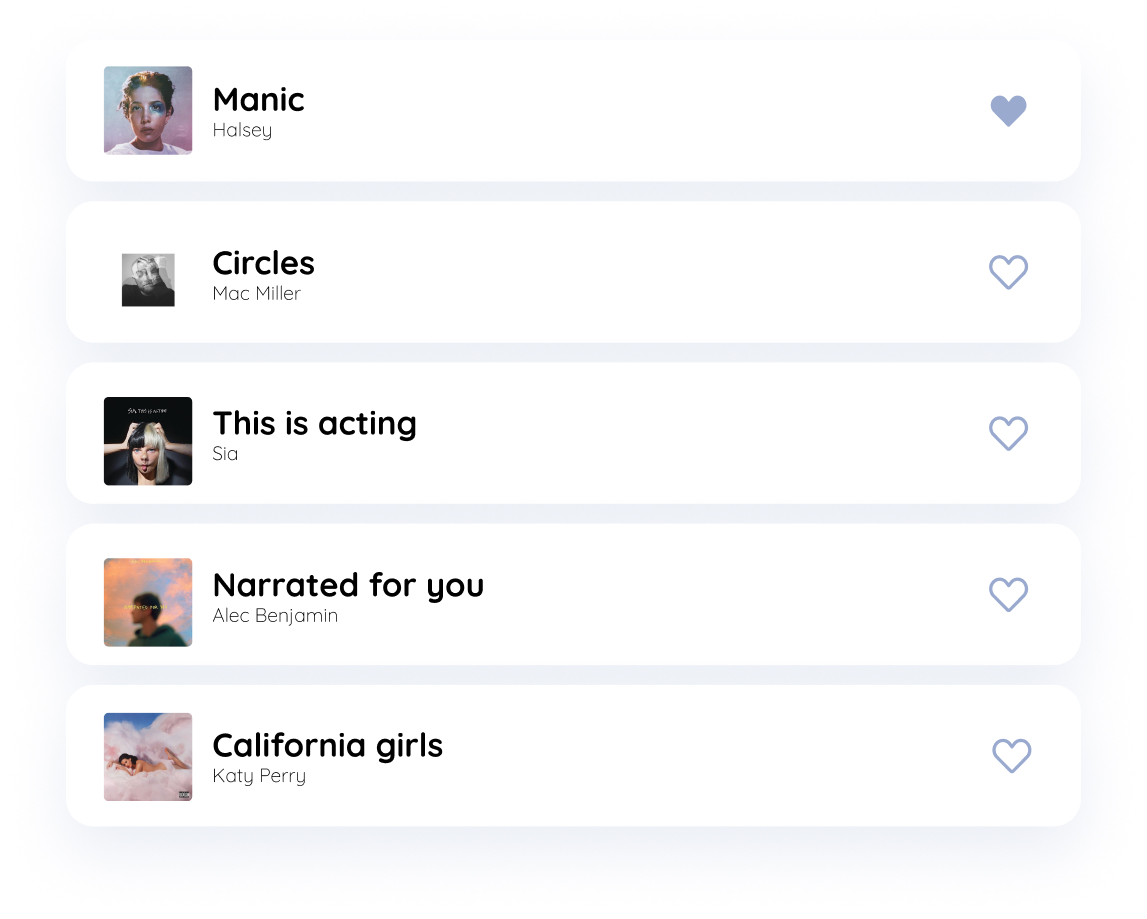 Manic
Halsey
Circles
Mac Miller
This is acting
Sia
Narrated for you
Alec Benjamin
California girls
Katy Perry